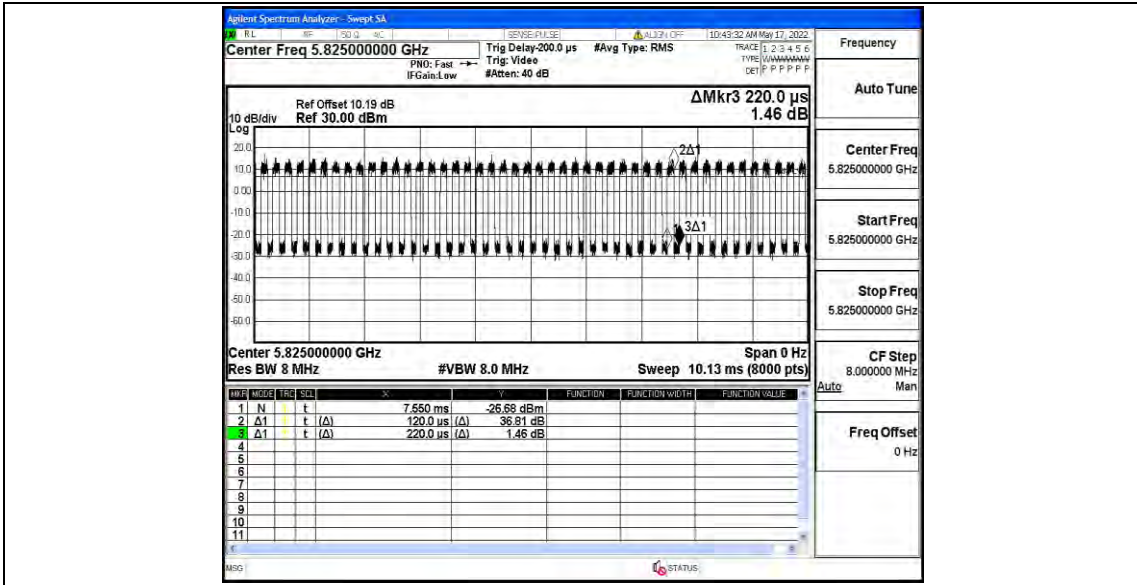 Agilent Spectrum Analyzer - Swept SA
RL RF 50 Ω AC SENSE:PULSE ALIGN OFF 10:43:32 AM May 17, 2022
Center Freq 5.825000000 GHz
PNO: Fast
IFGain:Low
Trig Delay-200.0 µs
Trig: Video
#Atten: 40 dB
#Avg Type: RMS
TRACE 1 2 3 4 5 6
TYPE
DET P P P P P P
ΔMkr3 220.0 µs
1.46 dB
Ref Offset 10.19 dB
10 dB/div Ref 30.00 dBm
Log
20.0
10.0
0.00
-10.0
-20.0
-30.0
-40.0
-50.0
-60.0
2Δ1
3Δ1
Center 5.825000000 GHz Span 0 Hz
Res BW 8 MHz #VBW 8.0 MHz Sweep 10.13 ms (8000 pts)
MKR MODE TRC SCL X Y FUNCTION FUNCTION WIDTH FUNCTION VALUE
1 N t 7.550 ms -26.68 dBm
2 Δ1 t (Δ) 120.0 µs (Δ) 36.81 dB
3 Δ1 t (Δ) 220.0 µs (Δ) 1.46 dB
4
5
6
7
8
9
10
11
MSG STATUS
Frequency
Auto Tune
Center Freq
5.825000000 GHz
Start Freq
5.825000000 GHz
Stop Freq
5.825000000 GHz
CF Step
8.000000 MHz
Auto Man
Freq Offset
0 Hz